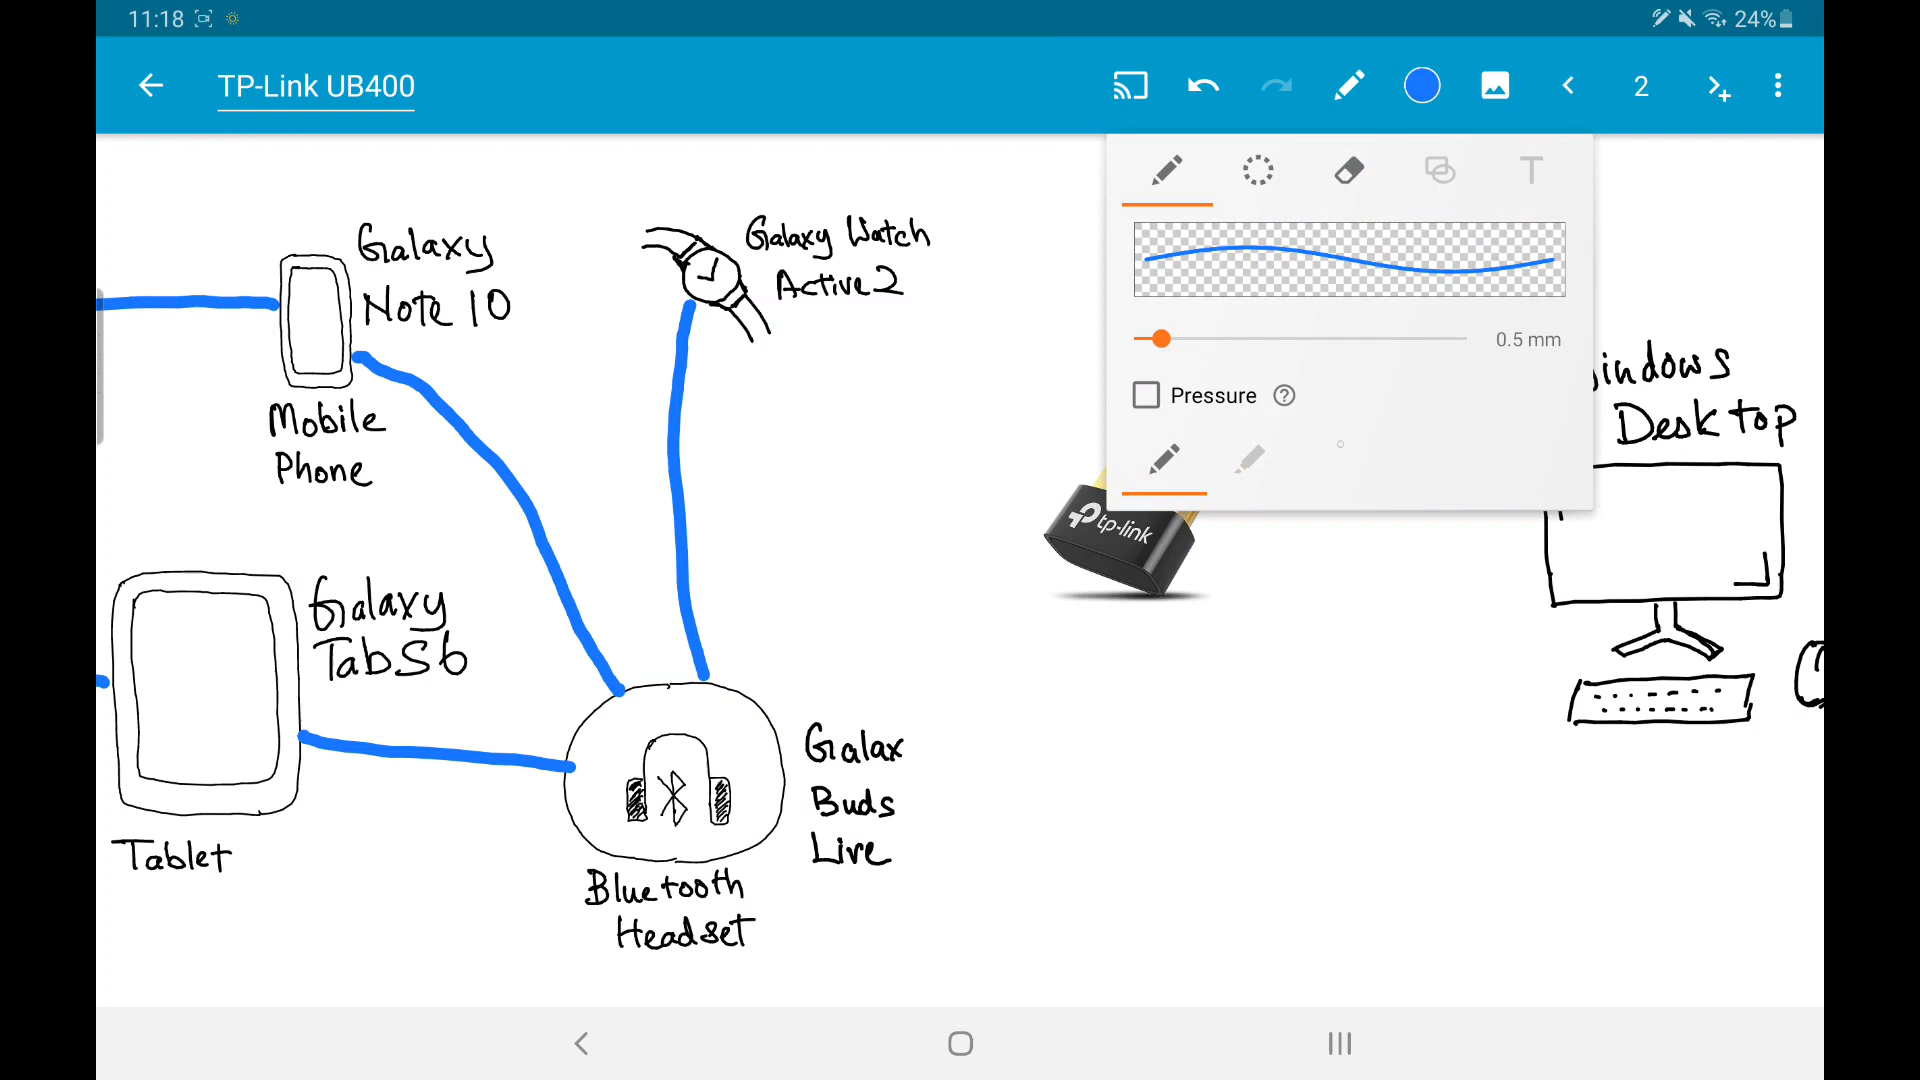 11:18
24%
TP-Link UB400
2
Galaxy
Note 10
Mobile
Phone
Galaxy Watch
Active2
0.5 mm
Pressure
indows
Desktop
tp-link
Galaxy
Tab S6
Tablet
Galax
Buds
Live
Bluetooth
Headset